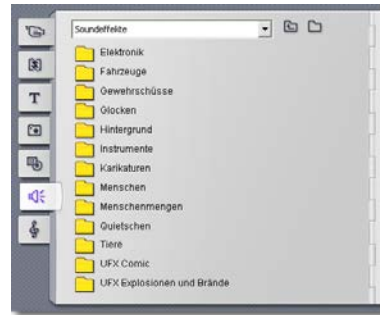 Soundeffekte
Elektronik
Fahrzeuge
Gewehrschüsse
Glocken
Hintergrund
Instrumente
Karikaturen
Menschen
Menschenmengen
Quietschen
Tiere
UFX Comic
UFX Explosionen und Brände
T